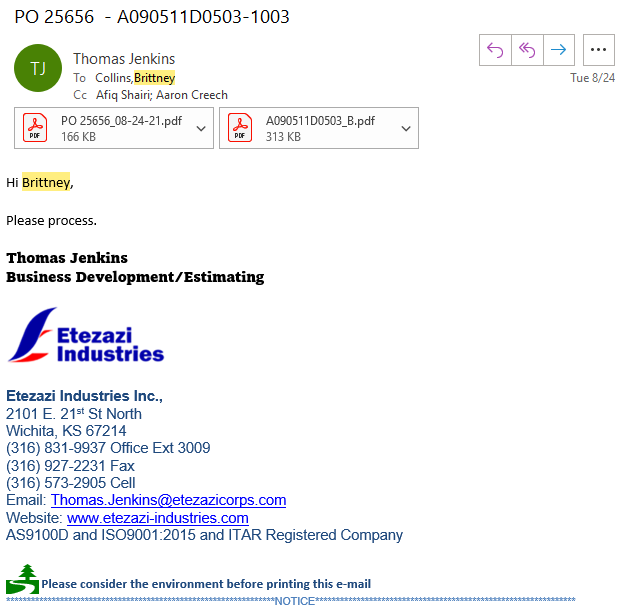 PO 25656 - A090511D0503-1003
TJ
Thomas Jenkins
To Collins,Brittney
Cc Afiq Shairi; Aaron Creech
Tue 8/24
PDF
PO 25656_08-24-21.pdf
166 KB
PDF
A090511D0503_B.pdf
313 KB
Hi Brittney,
Please process.
Thomas Jenkins
Business Development/Estimating
Etezazi
Industries
Etezazi Industries Inc.,
2101 E. 21st St North
Wichita, KS 67214
(316) 831-9937 Office Ext 3009
(316) 927-2231 Fax
(316) 573-2905 Cell
Email: Thomas.Jenkins@etezazicorps.com
Website: www.etezazi-industries.com
AS9100D and ISO9001:2015 and ITAR Registered Company
Please consider the environment before printing this e-mail
******************************************************************NOTICE****************************************************************